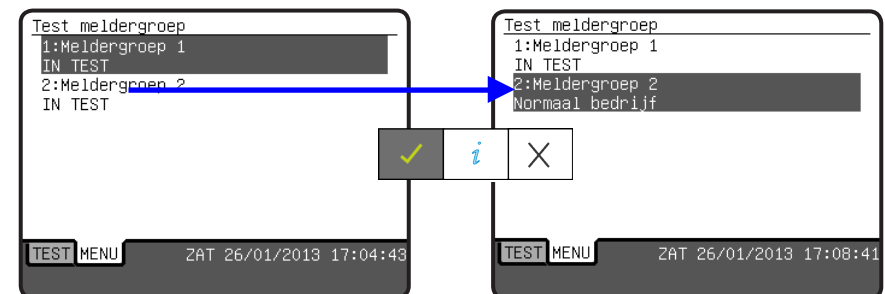 Test meldergroep
1:Meldergroep 1
IN TEST
2:Meldergroep 2
IN TEST
TEST MENU ZAT 26/01/2013 17:04:43
i
Test meldergroep
1:Meldergroep 1
IN TEST
2:Meldergroep 2
Normaal bedrijf
TEST MENU ZAT 26/01/2013 17:08:41